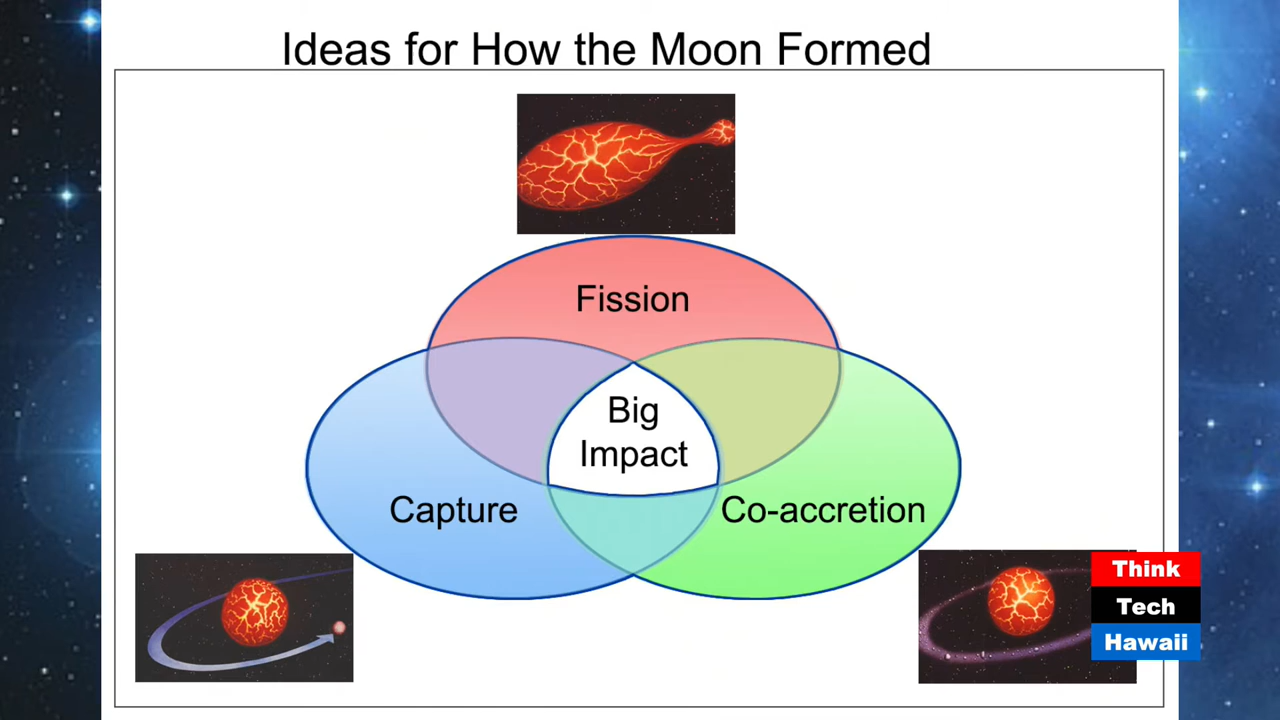 Ideas for How the Moon Formed
Fission
Big
Impact
Capture
Co-accretion
Think
Tech
Hawaii